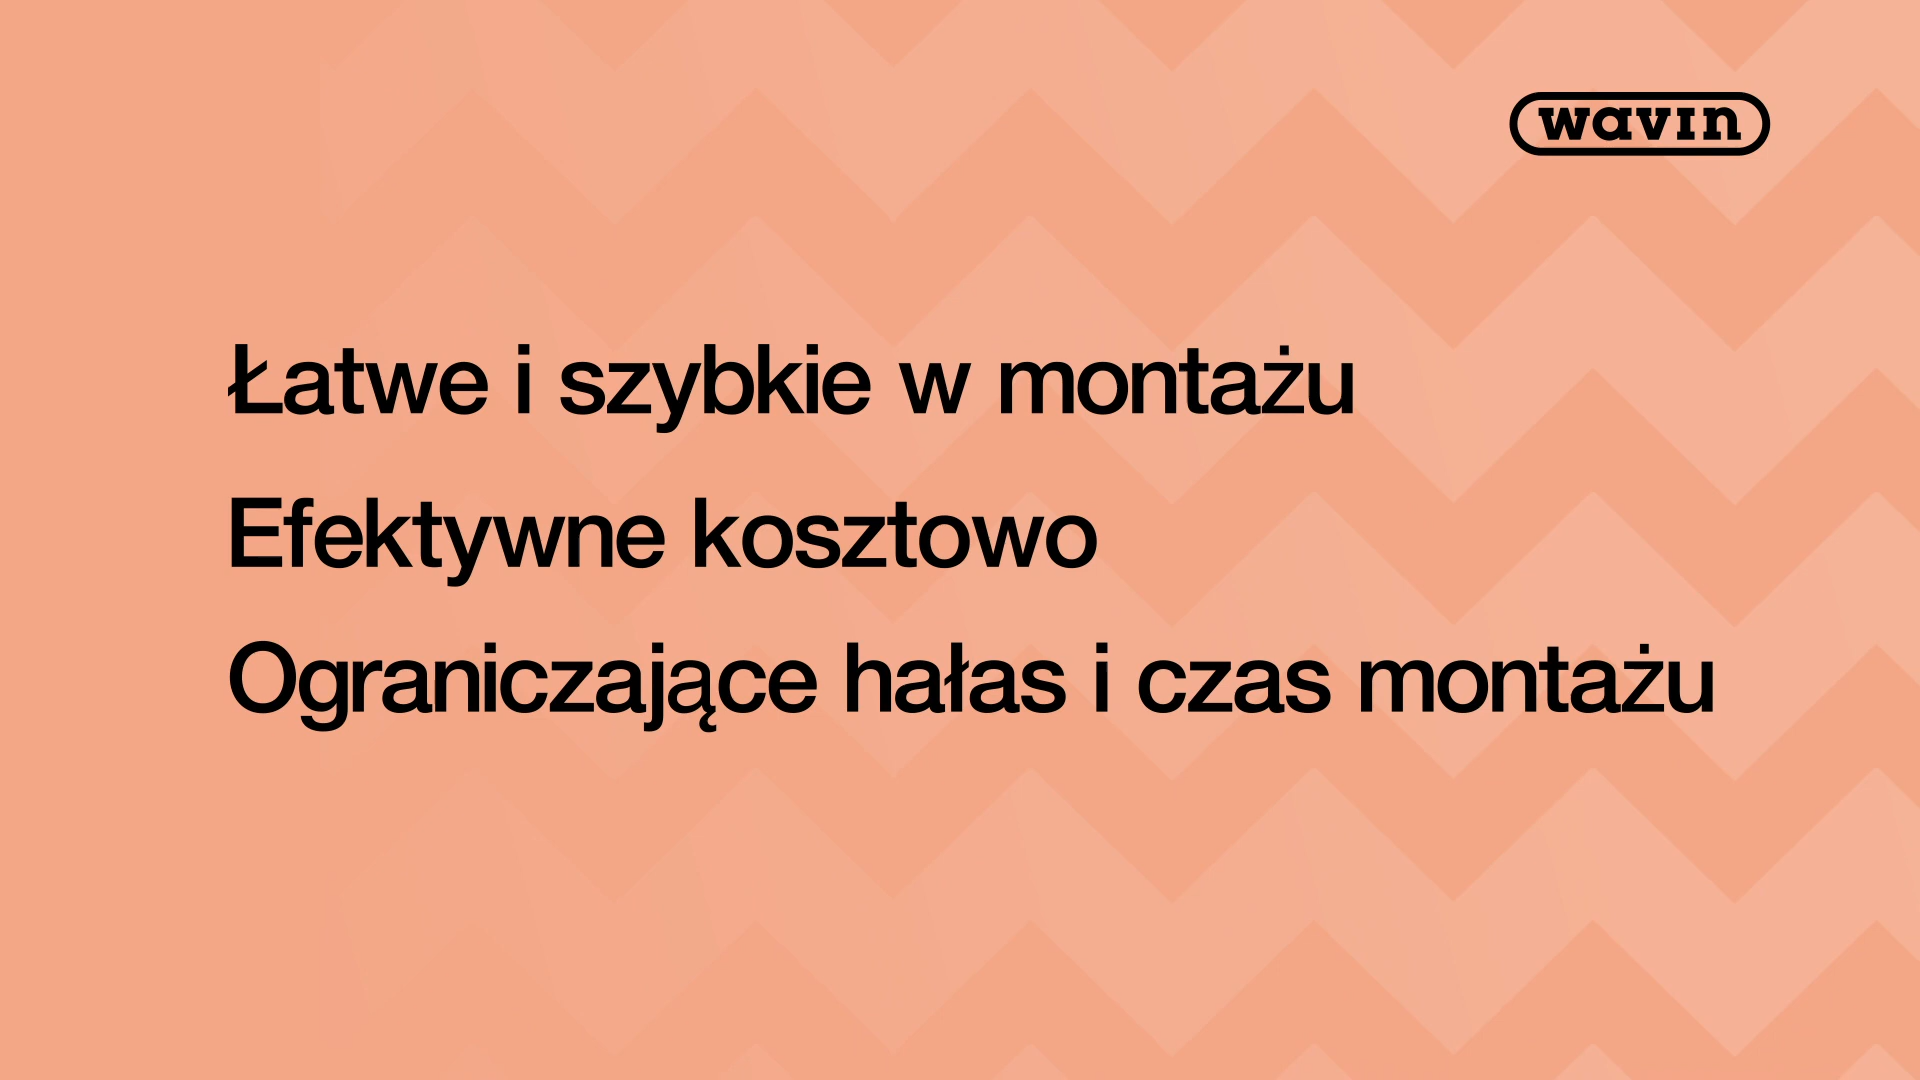 wavin
Łatwe i szybkie w montażu
Efektywne kosztowo
Ograniczające hałas i czas montażu